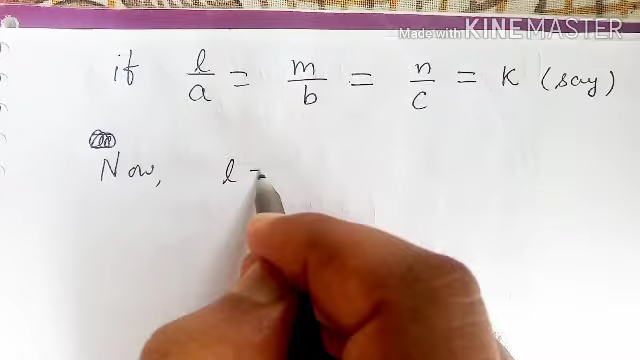 Made with KINEMASTER
if l/a = m/b = n/c = K (say)
Now, l =